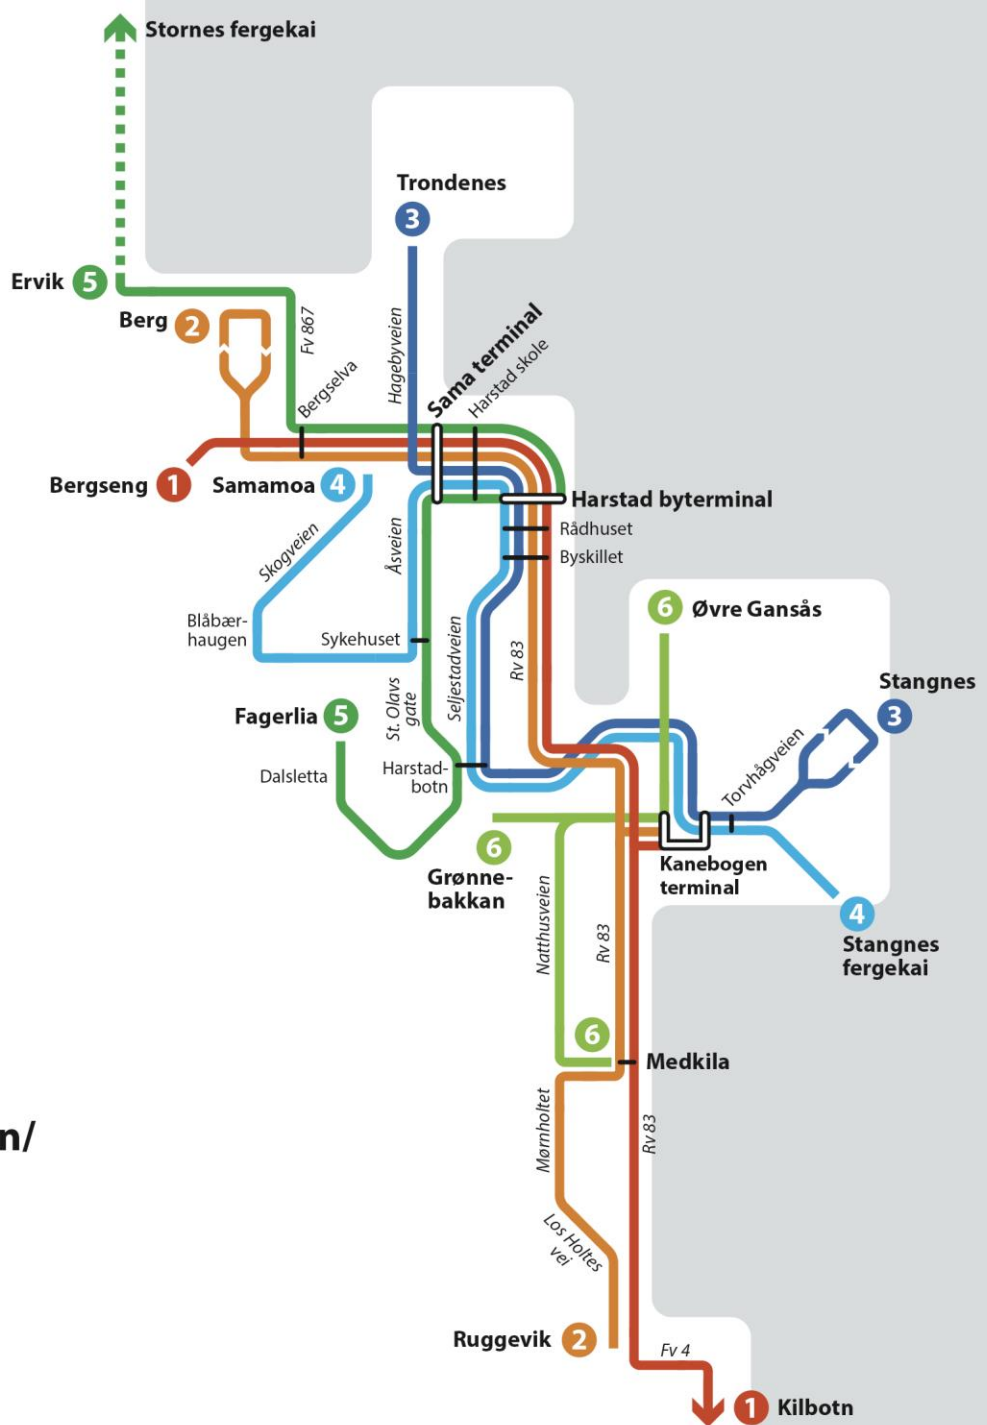 Stornes fergekai
Trondenes
3
Ervik 5
Berg 2
Fv 867
Bergselva
Hagebyveien
Sama terminal
Harstad skole
Bergseng 1
Samamoa 4
Harstad byterminal
Rådhuset
Byskillet
Skogveien
Åsveien
Blåbær-
haugen
Sykehuset
Seljestadveien
Rv 83
6 Øvre Gansås
Stangnes
3
St. Olavs
gate
Fagerlia 5
Dalsletta
Harstad-
botn
Torvhågveien
6
Grønne-
bakkan
Kanebogen
terminal
4
Stangnes
fergekai
Natthusveien
Rv 83
6
Medkila
n/
Mørnholtet
Rv 83
Los Holtes
vei
Ruggevik 2
Fv 4
1 Kilbotn